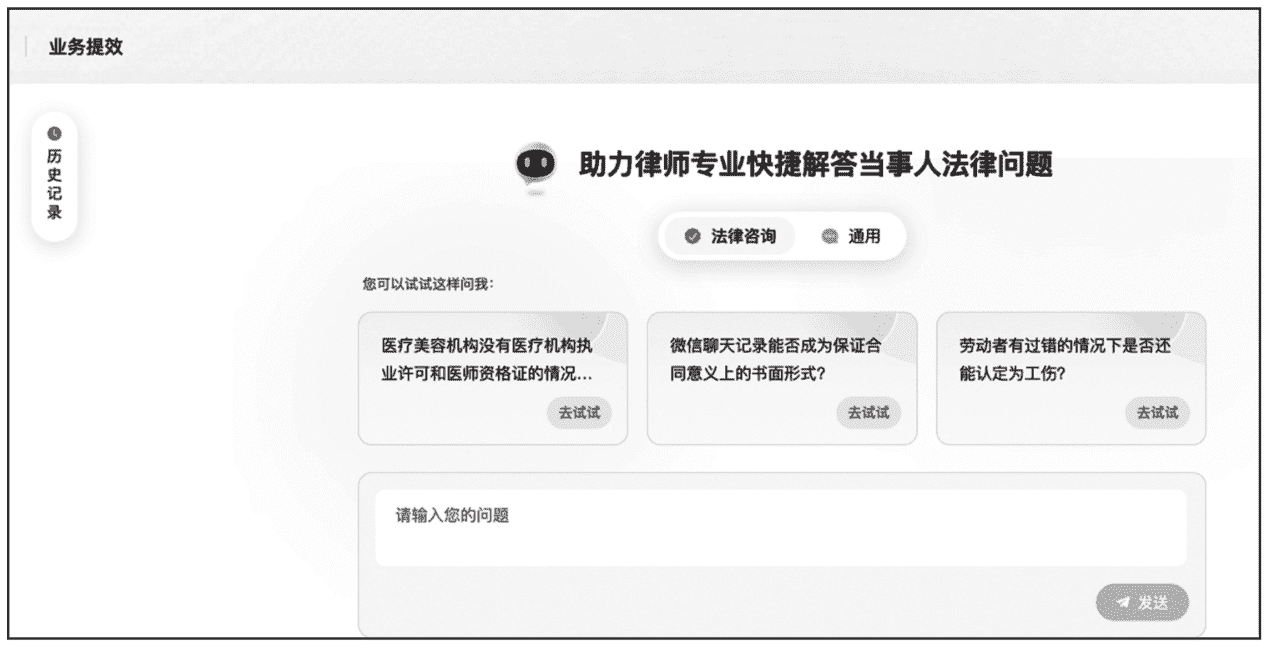 业务提效
历史记录
助力律师专业快捷解答当事人法律问题
法律咨询
通用
您可以试试这样问我:
医疗美容机构没有医疗机构执
业许可和医师资格证的情况...
去试试
微信聊天记录能否成为保证合
同意义上的书面形式?
去试试
劳动者有过错的情况下是否还
能认定为工伤?
去试试
请输入您的问题
发送